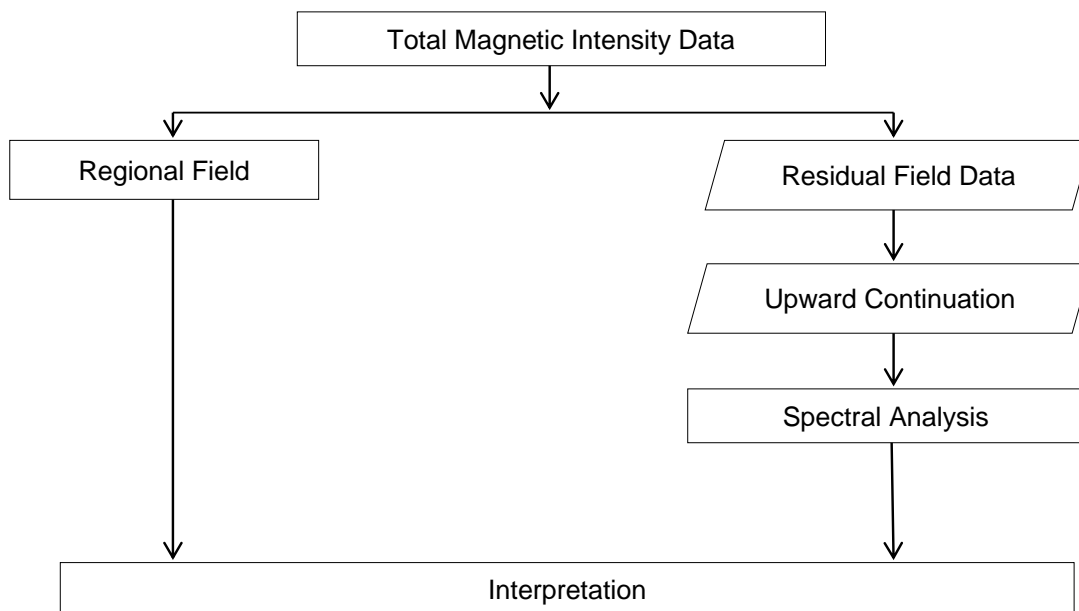 Total Magnetic Intensity Data
Regional Field
Residual Field Data
Upward Continuation
Spectral Analysis
Interpretation